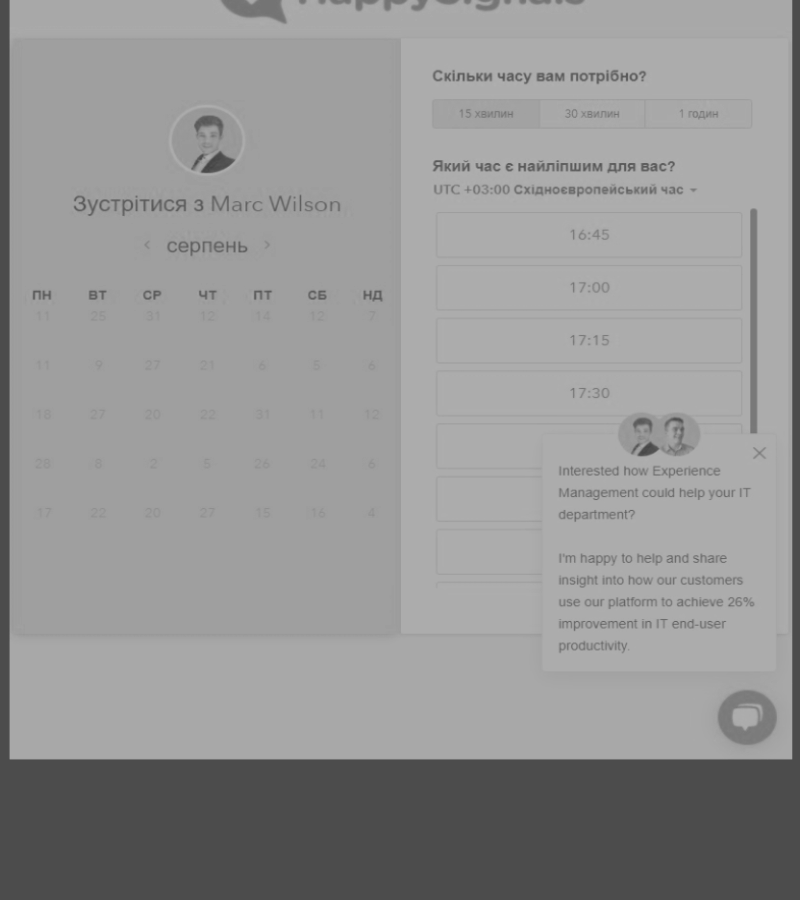 HappySignals
Зустрітися з Marc Wilson
серпень
ПН ВТ СР ЧТ ПТ СБ НД
11 25 31 12 14 12 7
11 9 27 21 6 5 6
18 27 20 22 31 11 12
28 8 2 5 26 24 6
17 22 20 27 15 16 4
Скільки часу вам потрібно?
15 хвилин 30 хвилин 1 годин
Який час є найліпшим для вас?
UTC +03:00 Східноєвропейський час
16:45
17:00
17:15
17:30
Interested how Experience
Management could help your IT
department?
I'm happy to help and share
insight into how our customers
use our platform to achieve 26%
improvement in IT end-user
productivity.